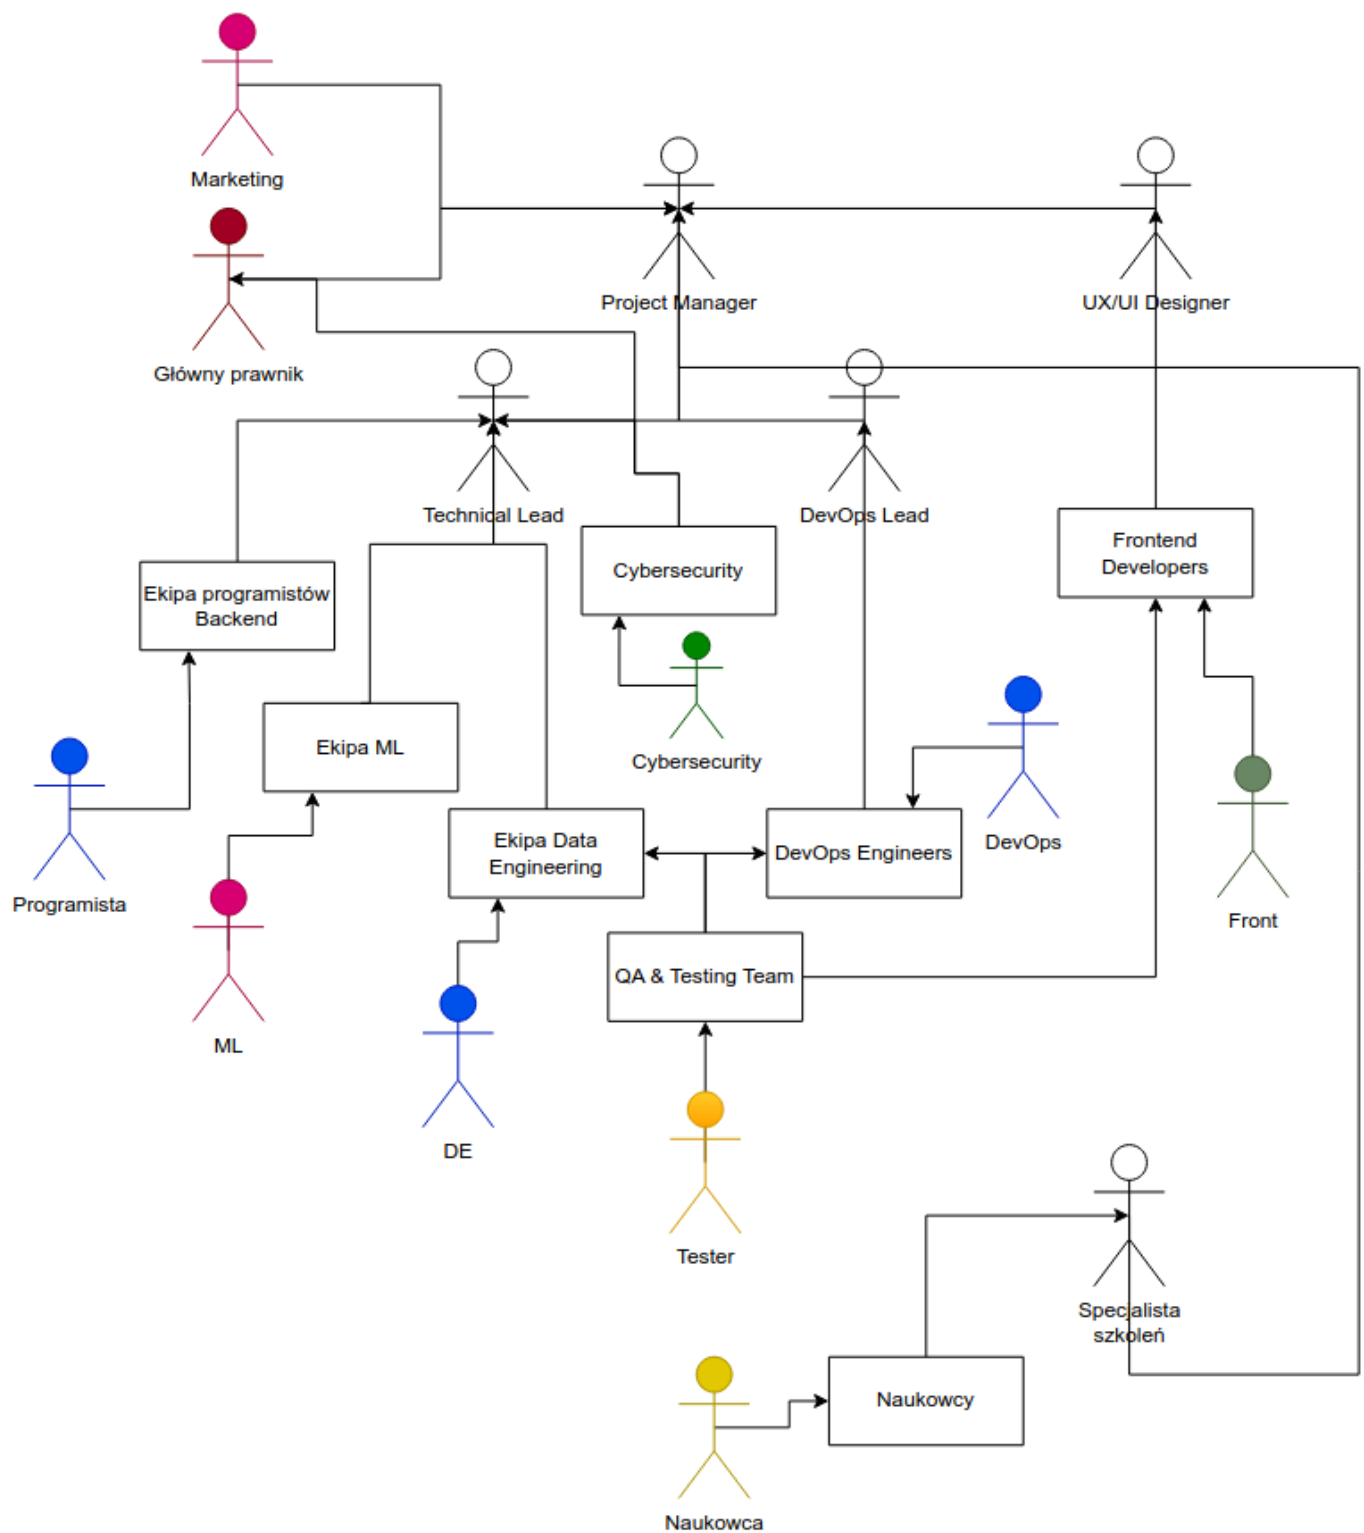 Marketing
Project Manager
UX/UI Designer
Główny prawnik
Technical Lead
DevOps Lead
Frontend
Developers
Cybersecurity
Ekipa programistów
Backend
Ekipa ML
Cybersecurity
DevOps
Ekipa Data
Engineering
DevOps Engineers
Programista
Front
QA & Testing Team
ML
DE
Tester
Specjalista
szkoleń
Naukowcy
Naukowca